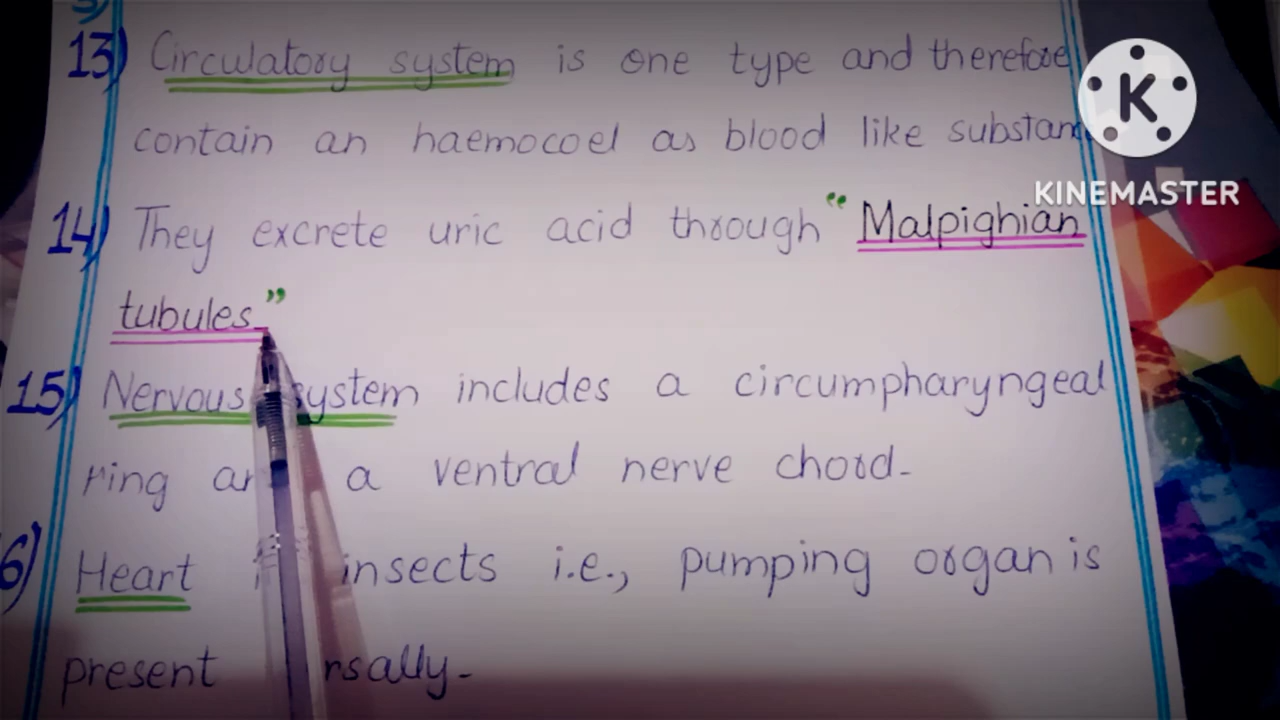 13) Circulatory system is one type and therefore
contain an haemocoel as blood like
14) They excrete uric acid through "Malpighian
tubules"
15) Nervous system includes a circumpharyngeal
ring a ventral nerve chord.
Heart insects i.e., pumping organ is
present
K
KINEMASTER